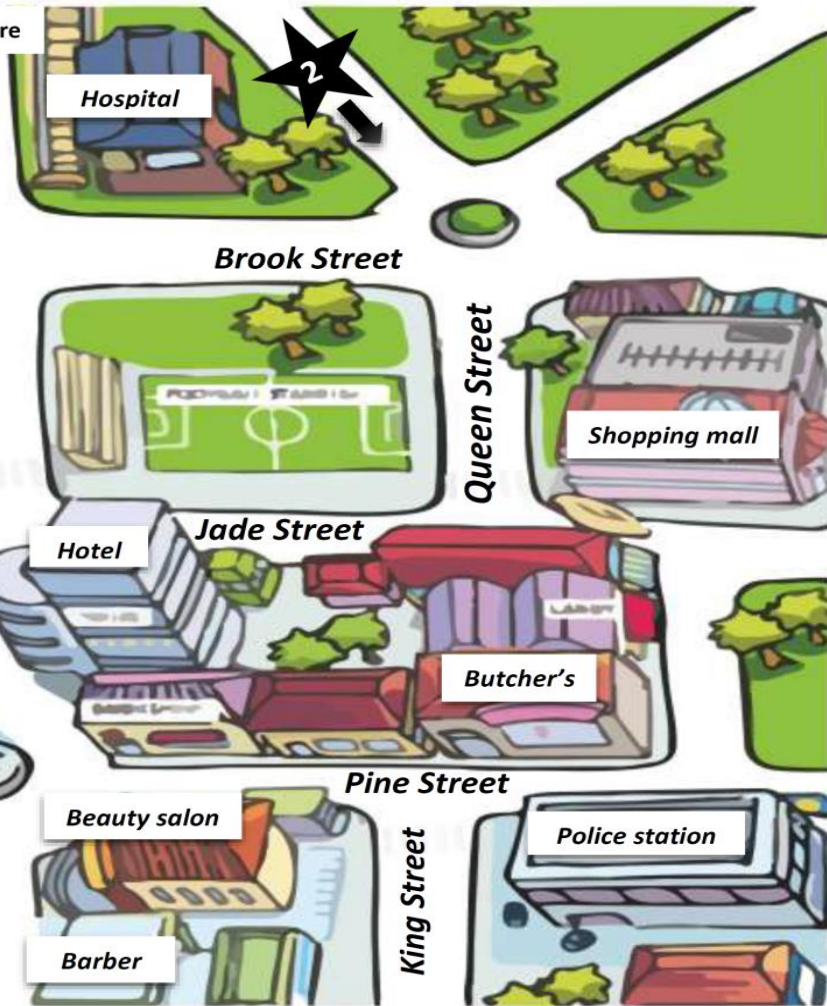 re
2
Hospital
Brook Street
Queen Street
Shopping mall
Jade Street
Hotel
Butcher's
Pine Street
Beauty salon
Police station
King Street
Barber